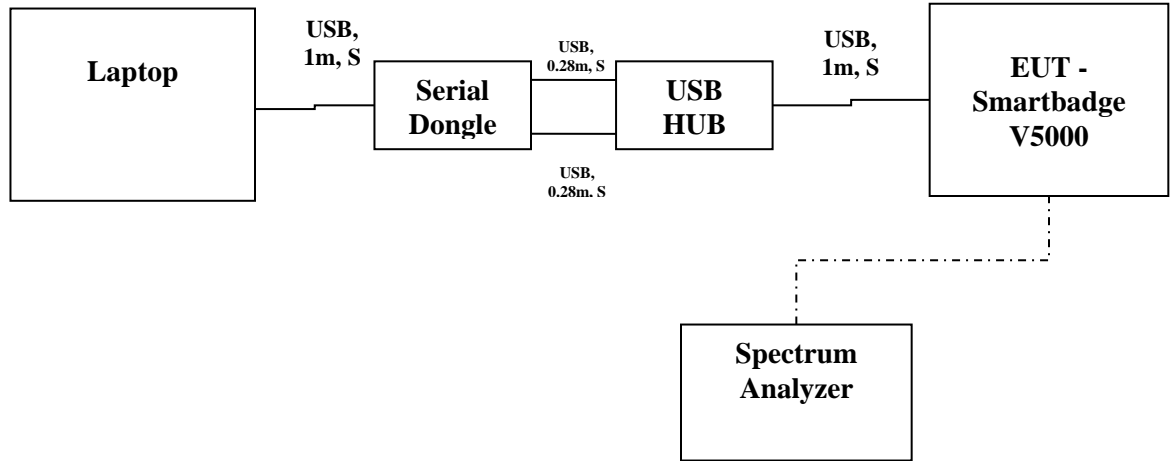 Laptop
USB,
1m, S
Serial
Dongle
USB,
0.28m, S
USB,
0.28m, S
USB
HUB
USB,
1m, S
EUT -
Smartbadge
V5000
Spectrum
Analyzer